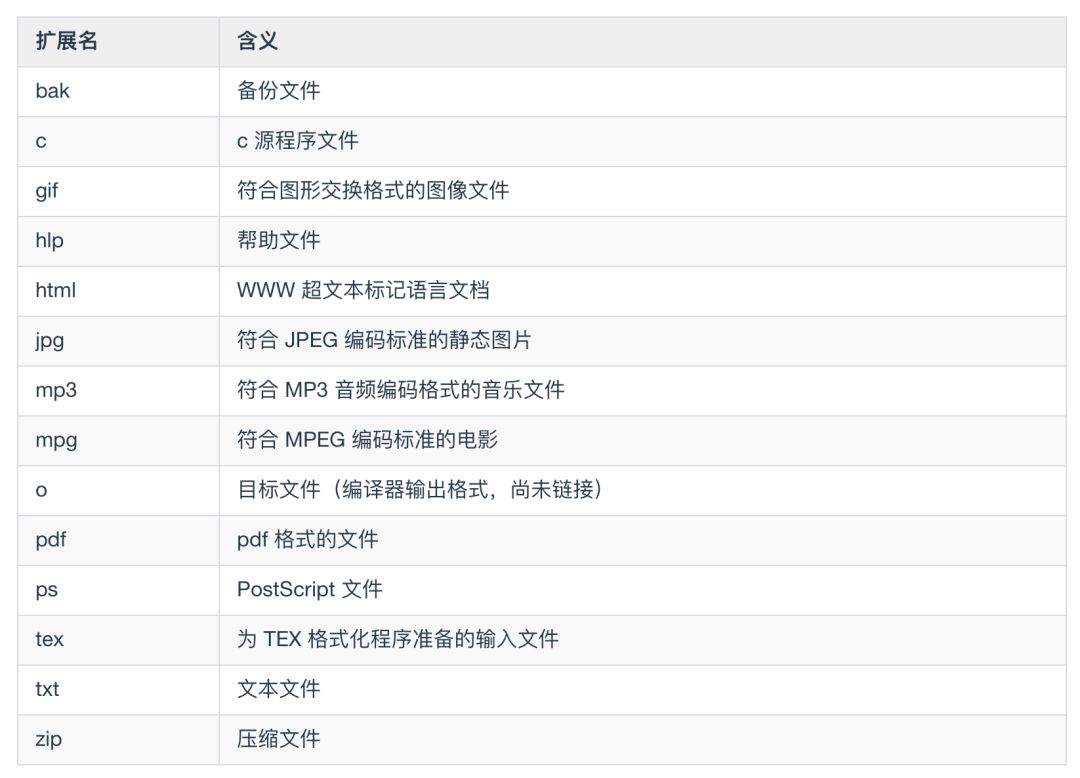 扩展名 含义
bak 备份文件
c c 源程序文件
gif 符合图形交换格式的图像文件
hlp 帮助文件
html WWW 超文本标记语言文档
jpg 符合 JPEG 编码标准的静态图片
mp3 符合 MP3 音频编码格式的音乐文件
mpg 符合 MPEG 编码标准的电影
o 目标文件（编译器输出格式，尚未链接）
pdf pdf 格式的文件
ps PostScript 文件
tex 为 TEX 格式化程序准备的输入文件
txt 文本文件
zip 压缩文件